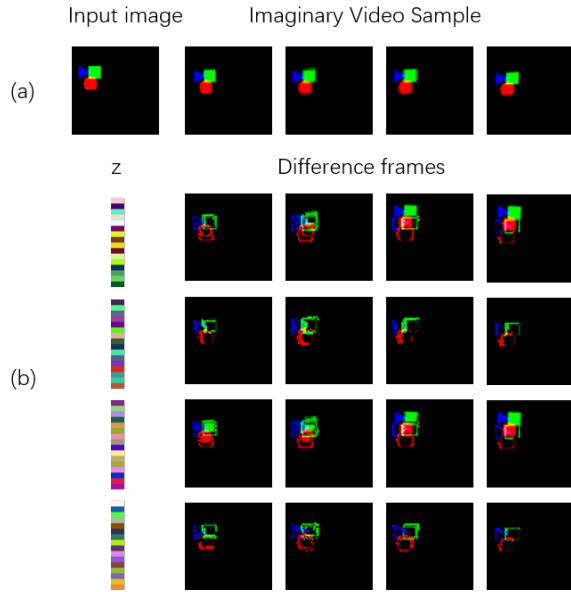 Input image
Imaginary Video Sample
(a)
z
Difference frames
(b)